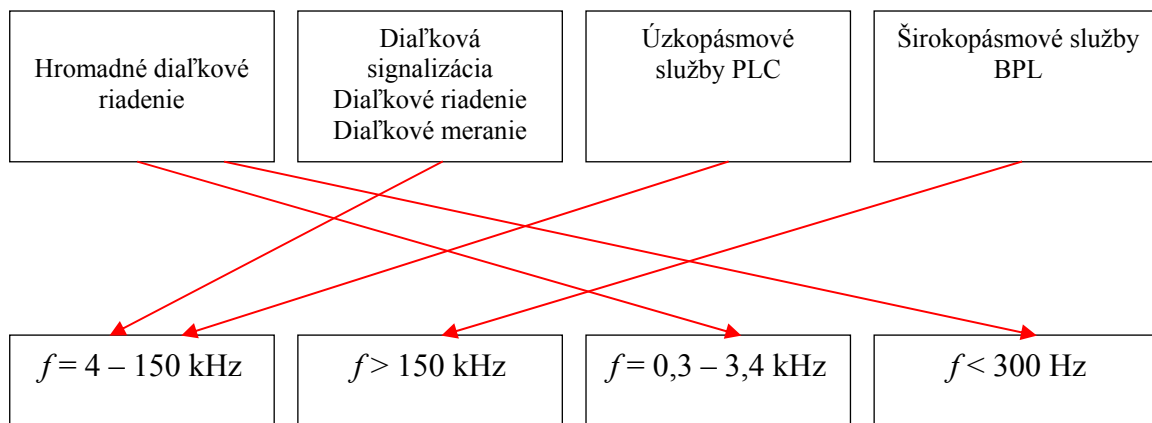 Hromadné diaľkové
riadenie
Diaľková
signalizácia
Diaľkové riadenie
Diaľkové meranie
Úzkopásmové
služby PLC
Širokopásmové služby
BPL
f = 4 – 150 kHz
f > 150 kHz
f = 0,3 – 3,4 kHz
f < 300 Hz